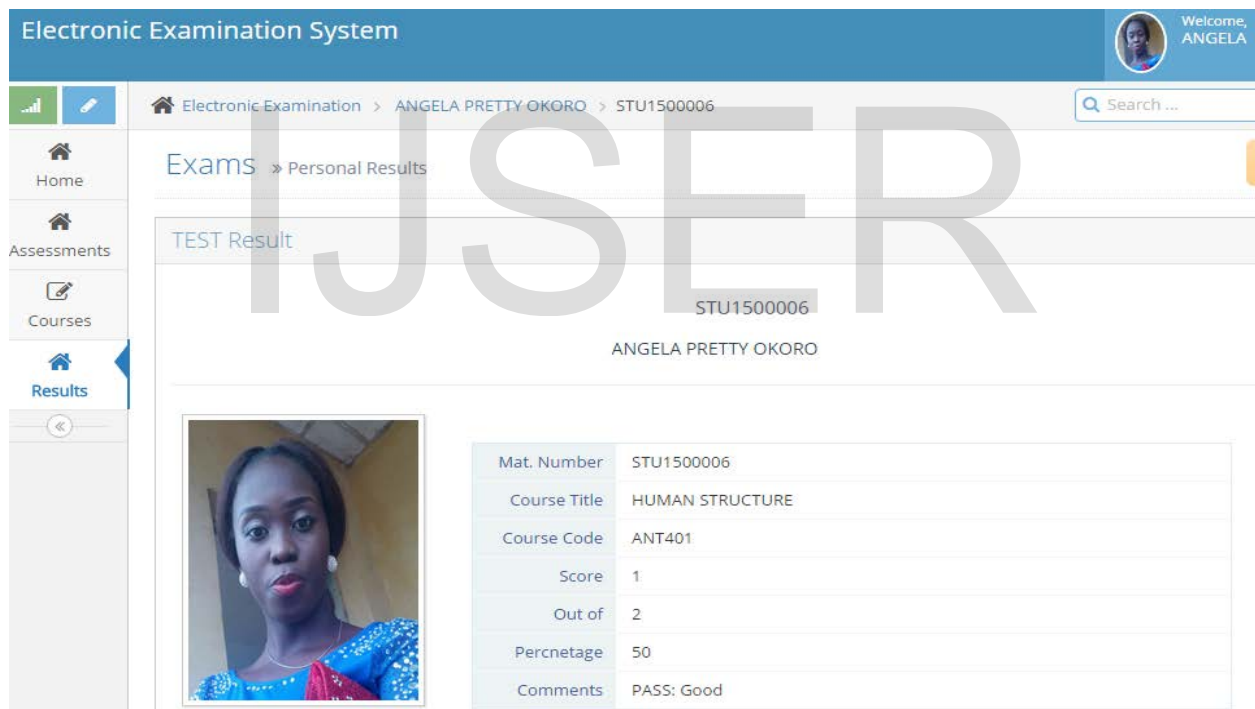 Electronic Examination System
Welcome,
ANGELA
Electronic Examination > ANGELA PRETTY OKORO > STU1500006
Search ...
Home
Assessments
Courses
Results
Exams » Personal Results
TEST Result
IJSER
STU1500006
ANGELA PRETTY OKORO
Mat. Number STU1500006
Course Title HUMAN STRUCTURE
Course Code ANT401
Score 1
Out of 2
Percnetage 50
Comments PASS: Good